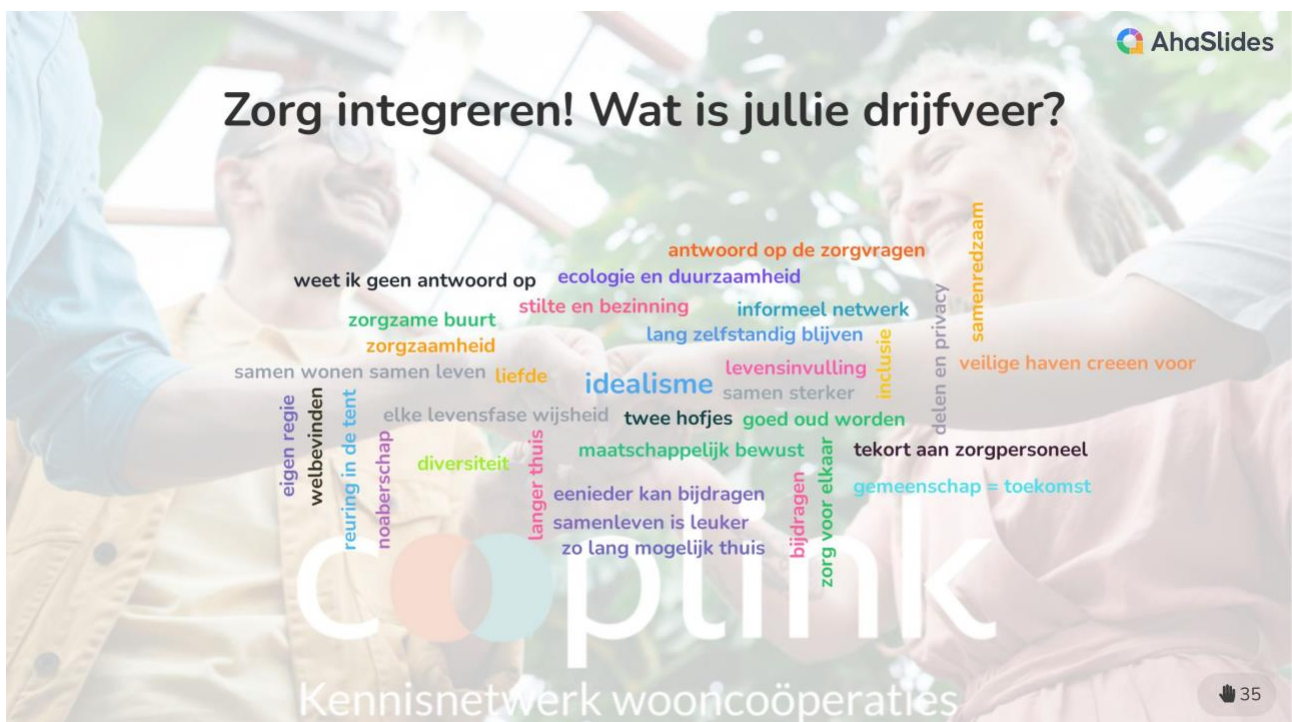 AhaSlides
Zorg integreren! Wat is jullie drijfveer?
samenredzaam
antwoord op de zorgvragen
weet ik geen antwoord op
ecologie en duurzaamheid
delen en privacy
stilte en bezinning
informeel netwerk
zorgzame buurt
lang zelfstandig blijven
inclusie
zorgzaamheid
veilige haven creeen voor
samen wonen samen leven
liefde
idealisme
levensinvulling
samen sterker
eigen regie
welbevinden
reuring in de tent
elke levensfase wijsheid
twee hofjes
goed oud worden
noaberschap
langer thuis
maatschappelijk bewust
zorg voor elkaar
tekort aan zorgpersoneel
diversiteit
bijdragen
gemeenschap = toekomst
eenieder kan bijdragen
samenleven is leuker
zo lang mogelijk thuis
cooplink
Kennisnetwerk wooncoöperaties
35